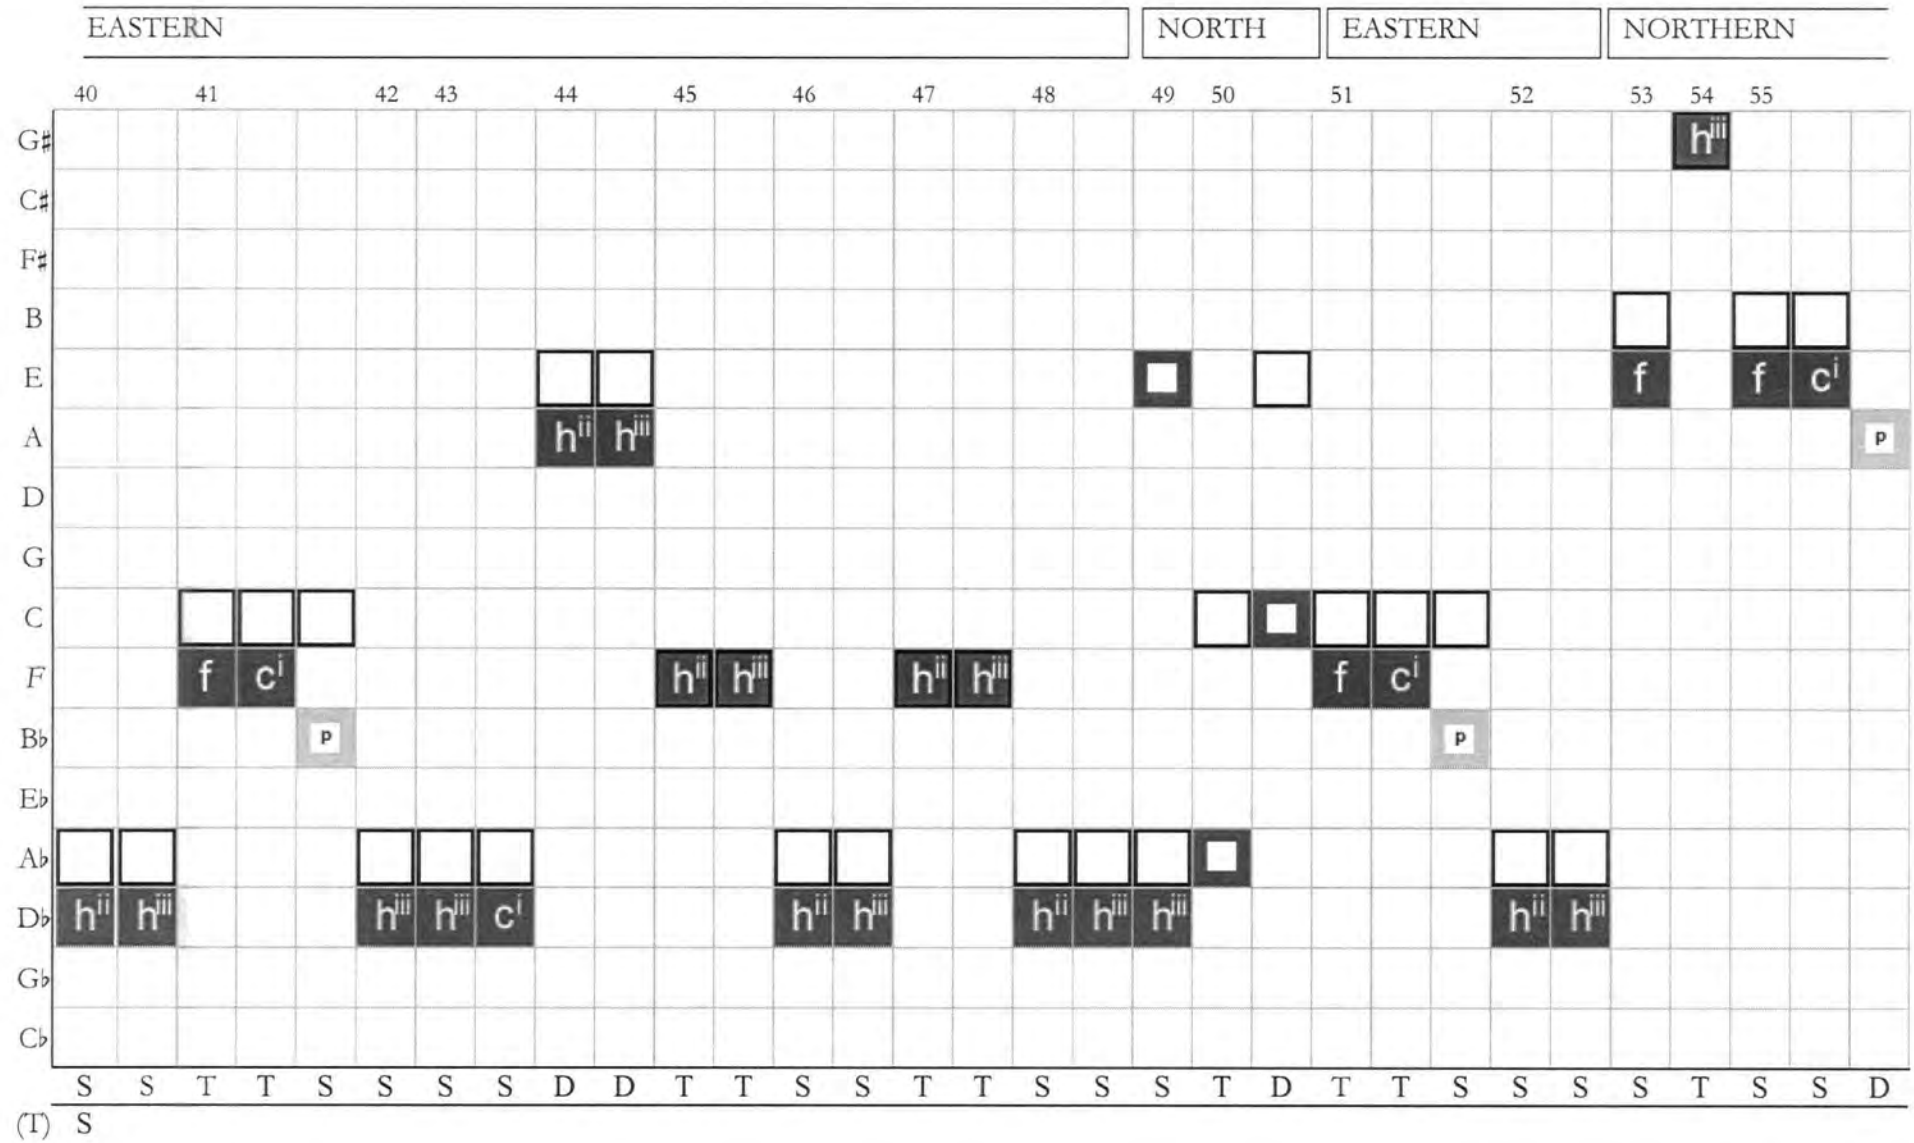 EASTERN NORTH EASTERN NORTHERN
40 41 42 43 44 45 46 47 48 49 50 51 52 53 54 55
G♯ hⁱⁱⁱ
C♯
F♯
B
E f f cⁱ
A hⁱⁱ hⁱⁱⁱ p
D
G
C
F f cⁱ hⁱⁱ hⁱⁱⁱ hⁱⁱ hⁱⁱⁱ f cⁱ
B♭ p p
E♭
A♭
D♭ hⁱⁱ hⁱⁱⁱ hⁱⁱⁱ hⁱⁱⁱ cⁱ hⁱⁱ hⁱⁱⁱ hⁱⁱ hⁱⁱⁱ hⁱⁱⁱ hⁱⁱ hⁱⁱⁱ
G♭
C♭
S S T T S S S S D D T T S S T T S S S T D T T S S S S T S S D
(T) S